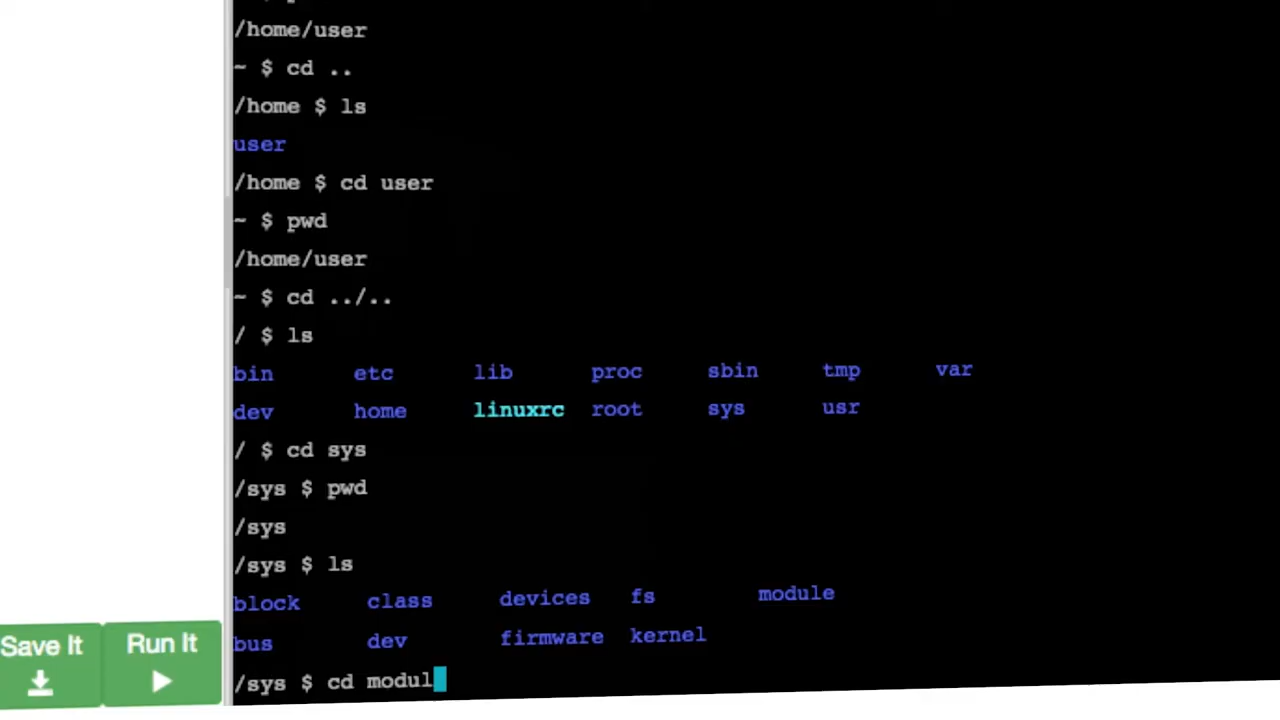 /home/user
~ $ cd ..
/home $ ls
user
/home $ cd user
~ $ pwd
/home/user
~ $ cd ../..
/ $ ls
bin etc lib proc sbin tmp var
dev home linuxrc root sys usr
/ $ cd sys
/sys $ pwd
/sys
/sys $ ls
block class devices fs module
bus dev firmware kernel
/sys $ cd modul
Save It
Run It